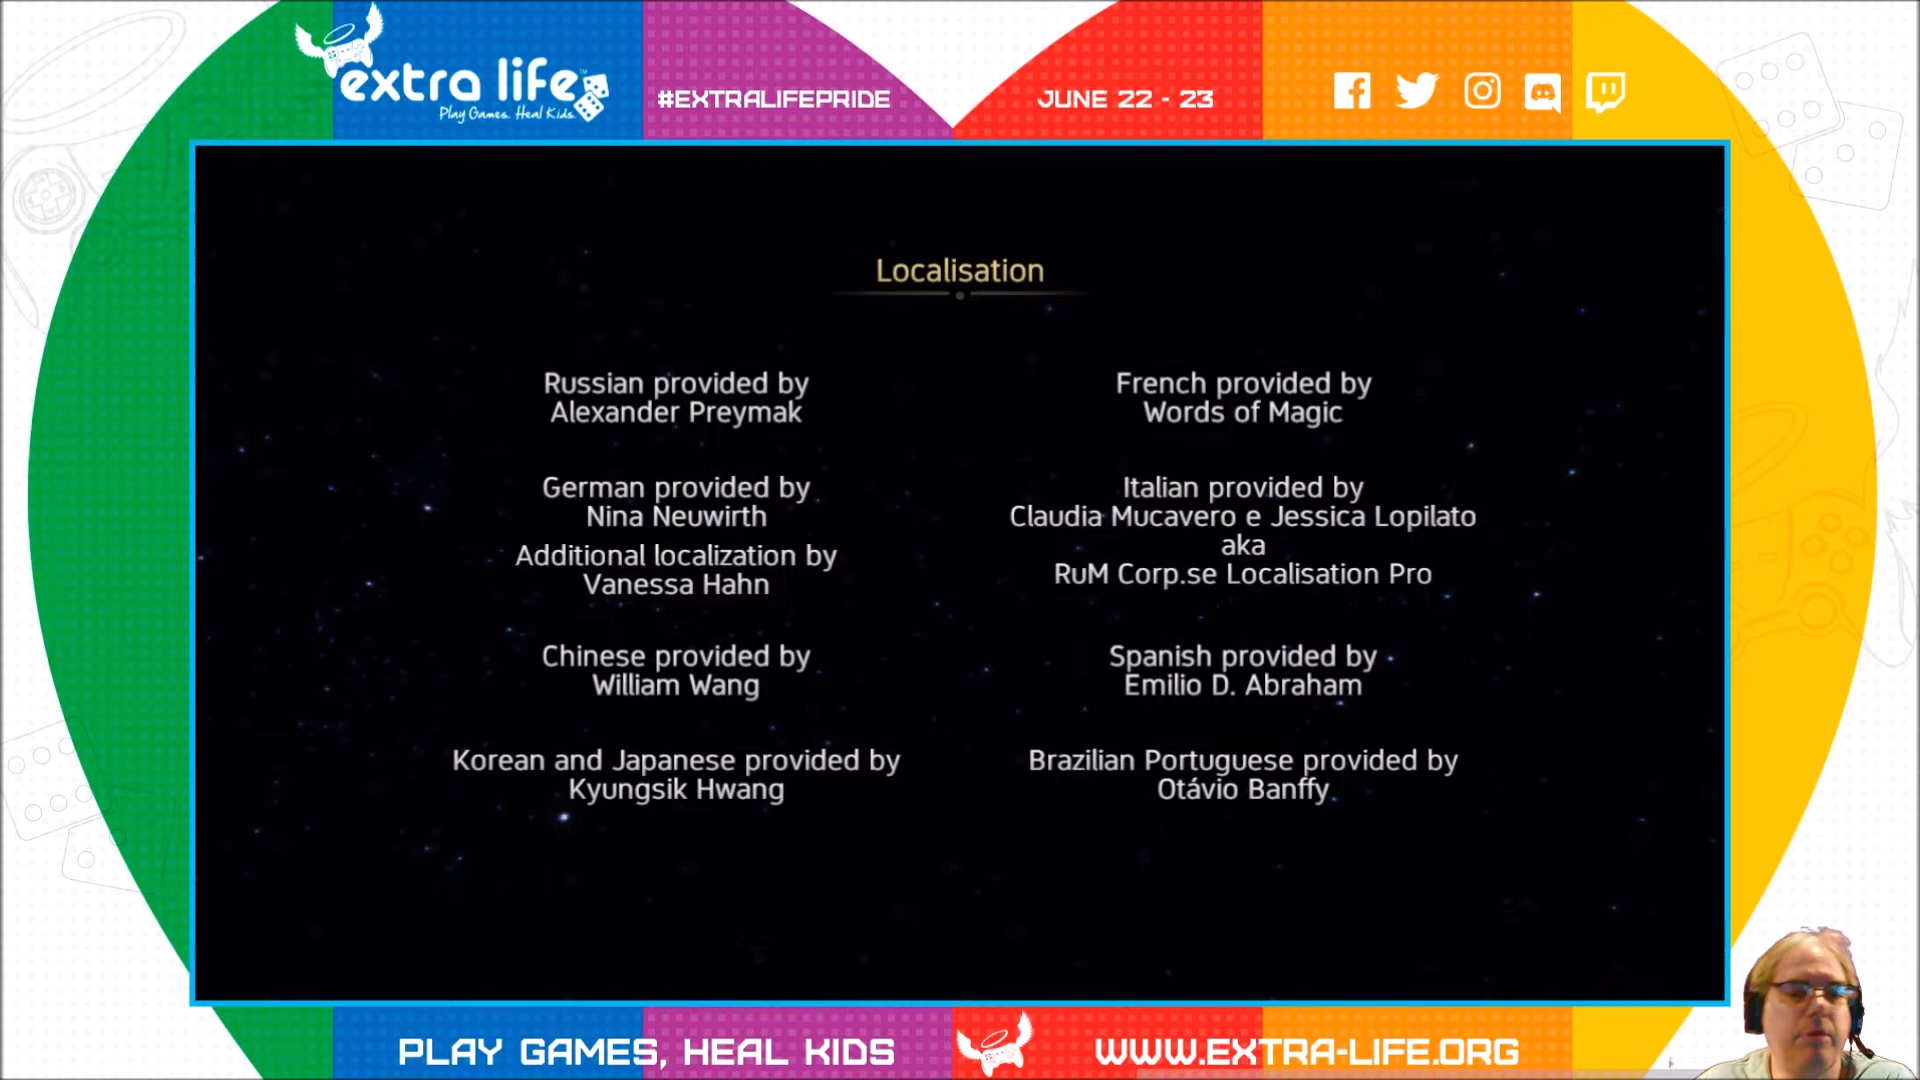 extra life
Play Games. Heal Kids.
#EXTRALIFEPRIDE
JUNE 22 - 23
Localisation
Russian provided by
Alexander Preymak
French provided by
Words of Magic
German provided by
Nina Neuwirth
Additional localization by
Vanessa Hahn
Italian provided by
Claudia Mucavero e Jessica Lopilato
aka
RuM Corp.se Localisation Pro
Chinese provided by
William Wang
Spanish provided by
Emilio D. Abraham
Korean and Japanese provided by
Kyungsik Hwang
Brazilian Portuguese provided by
Otávio Banffy
PLAY GAMES, HEAL KIDS
WWW.EXTRA-LIFE.ORG